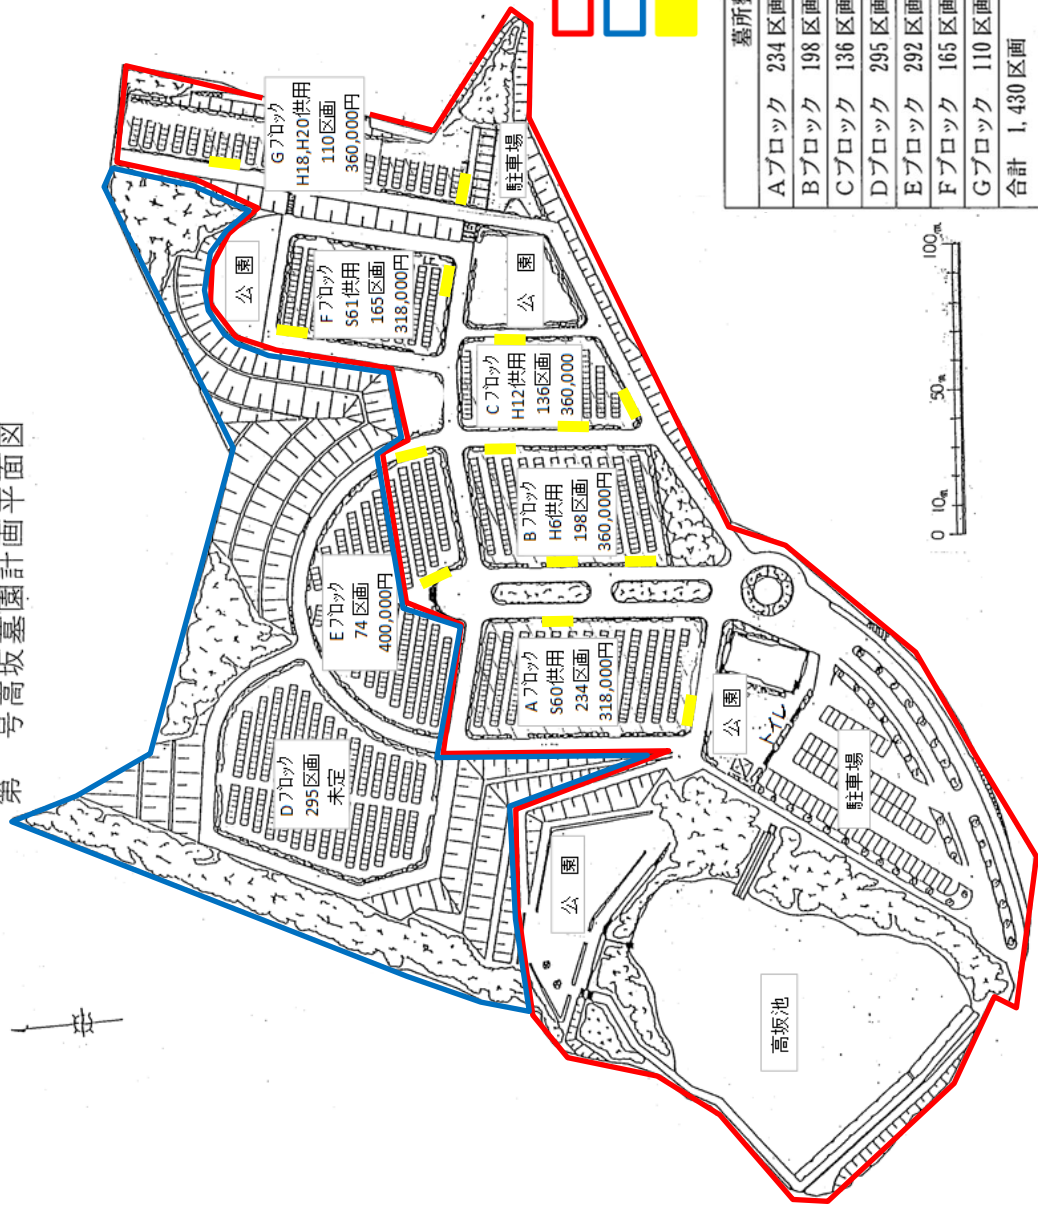 第　　号高坂墓園計画平面図
Gブロック
H18,H20供用
110区画
360,000円
駐車場
公園
Fブロック
S61供用
165区画
318,000円
公園
Cブロック
H12供用
136区画
360,000
Bブロック
H6供用
198区画
360,000円
Eブロック
74区画
400,000円
Aブロック
S60供用
234区画
318,000円
Dブロック
295区画
未定
公園
トイレ
駐車場
公園
高坂池
0 10m 50m 100m
墓所
Aブロック 234区画
Bブロック 198区画
Cブロック 136区画
Dブロック 295区画
Eブロック 292区画
Fブロック 165区画
Gブロック 110区画
合計 1,430区画